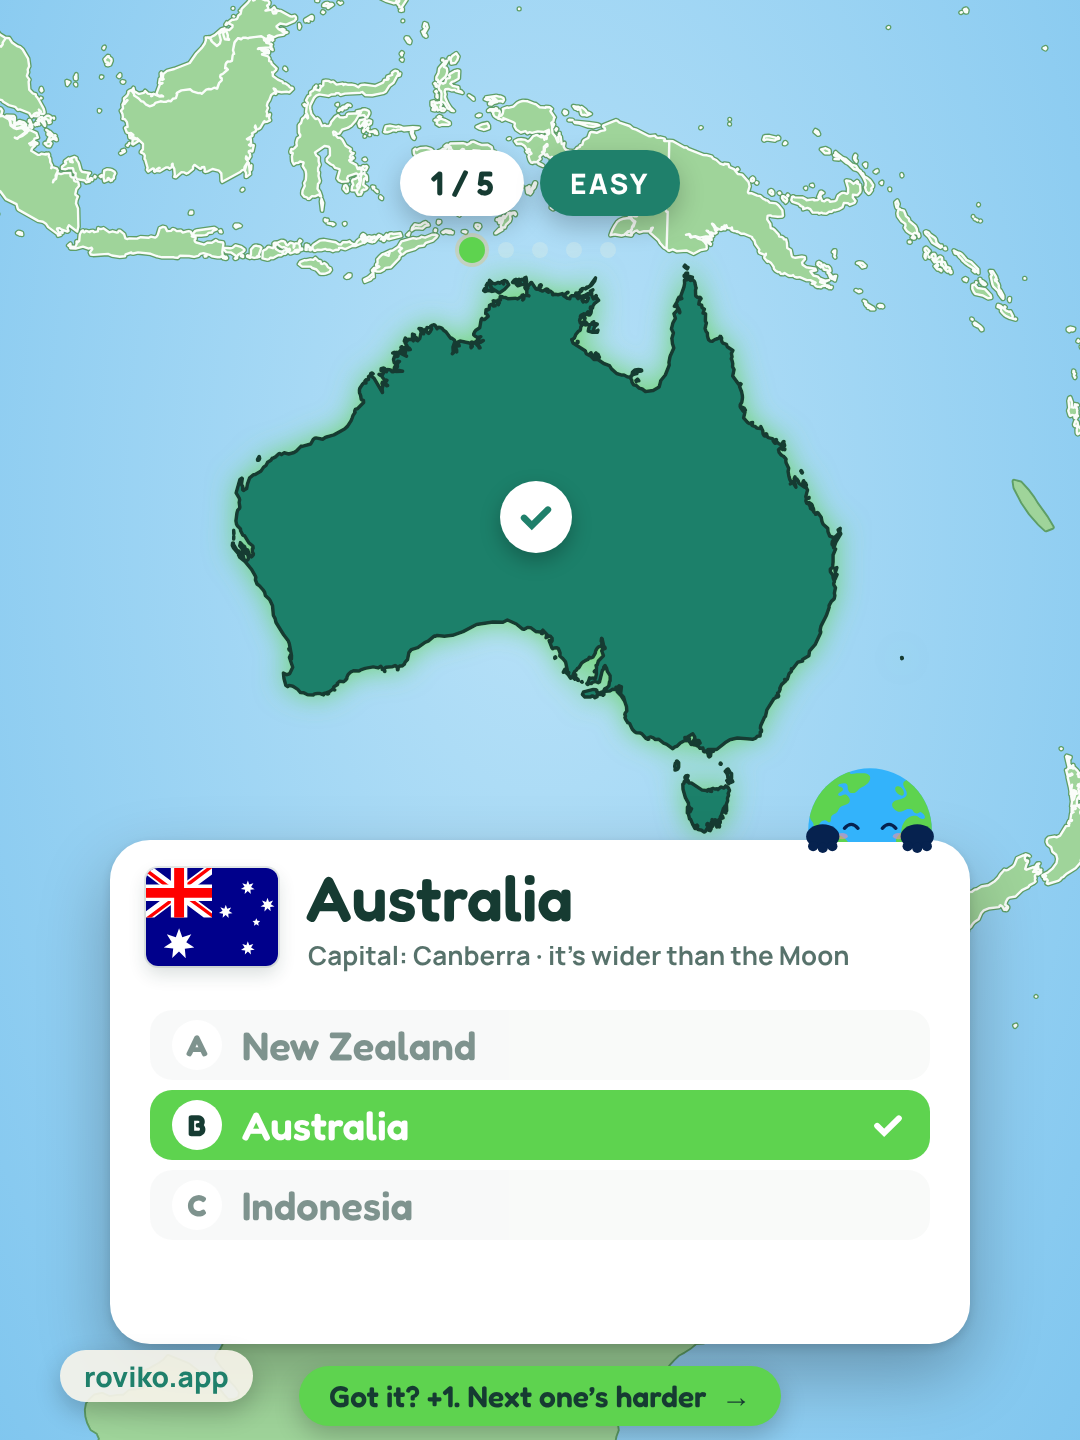 1 / 5
EASY
Australia
Capital: Canberra · it’s wider than the Moon
A New Zealand
B Australia
C Indonesia
roviko.app
Got it? +1. Next one’s harder →